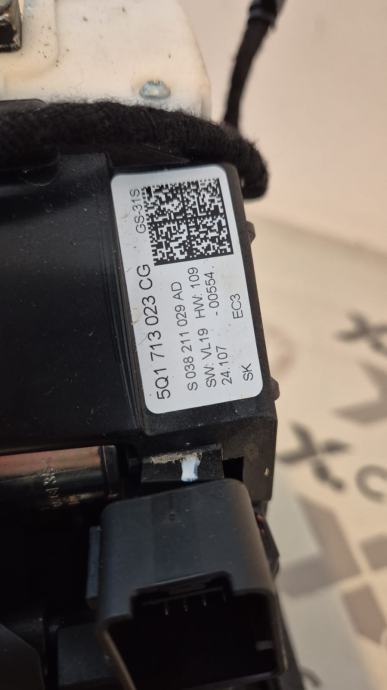 GS-31S
5Q1 713 023 CG
S 038 211 029 AD
SW: VL19 HW: 109
24.107 - 00554.
SK EC3